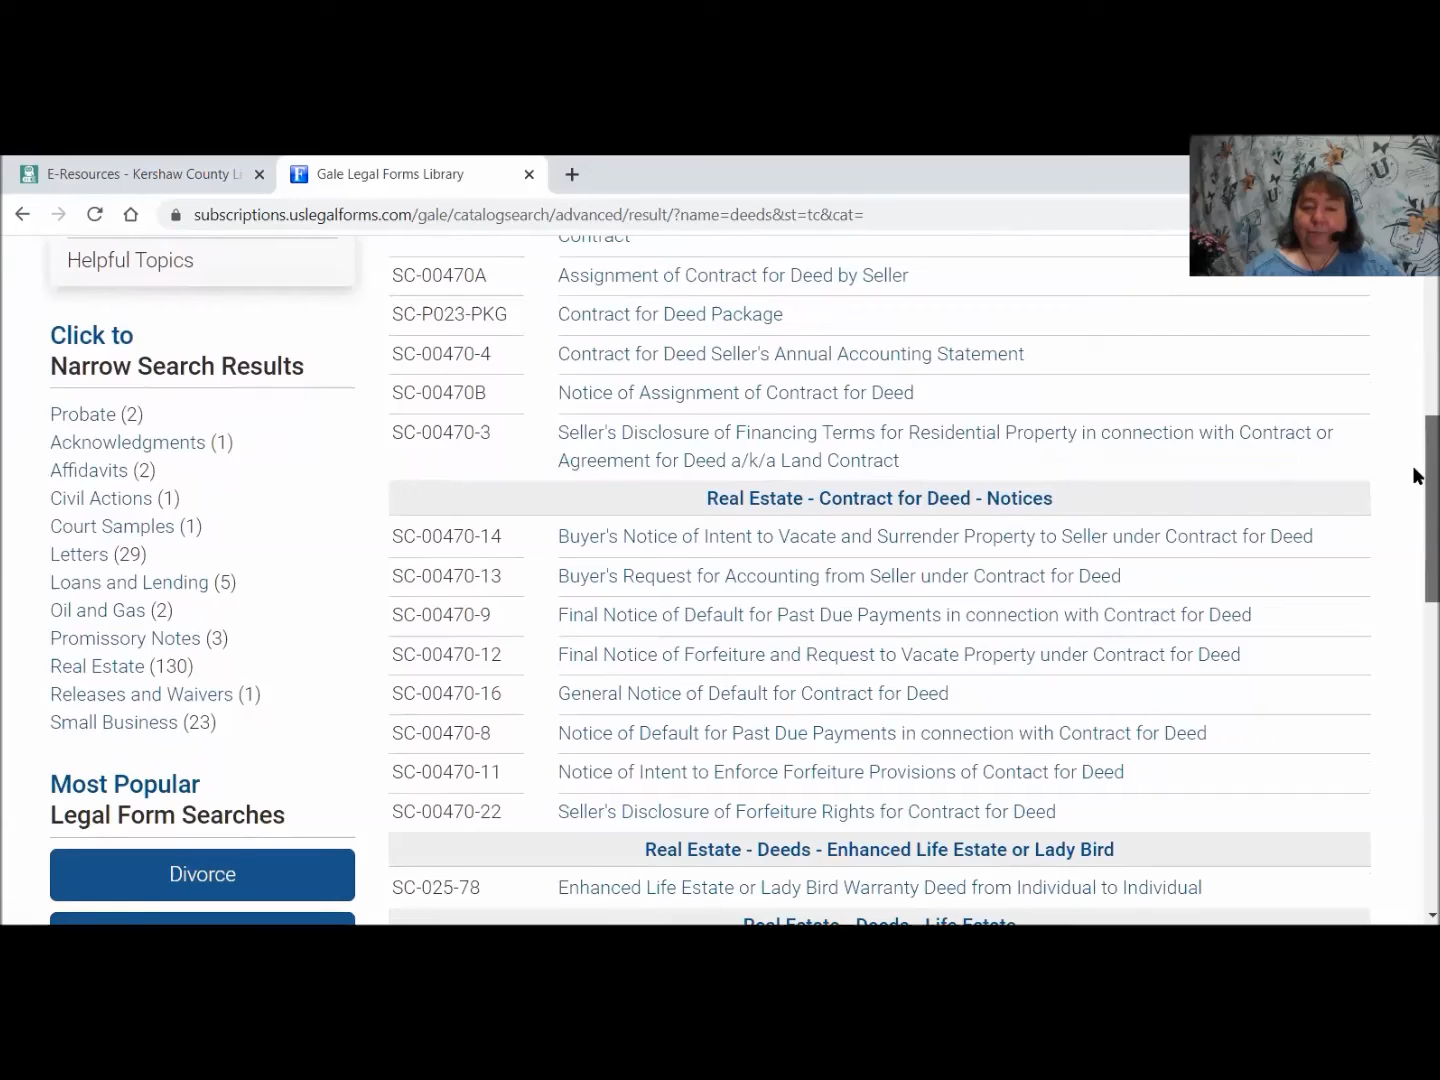 E-Resources - Kershaw County Li
Gale Legal Forms Library
subscriptions.uslegalforms.com/gale/catalogsearch/advanced/result/?name=deeds&st=tc&cat=
Helpful Topics
Click to
Narrow Search Results
Probate (2)
Acknowledgments (1)
Affidavits (2)
Civil Actions (1)
Court Samples (1)
Letters (29)
Loans and Lending (5)
Oil and Gas (2)
Promissory Notes (3)
Real Estate (130)
Releases and Waivers (1)
Small Business (23)
Most Popular
Legal Form Searches
Divorce
Contract
SC-00470A Assignment of Contract for Deed by Seller
SC-P023-PKG Contract for Deed Package
SC-00470-4 Contract for Deed Seller's Annual Accounting Statement
SC-00470B Notice of Assignment of Contract for Deed
SC-00470-3 Seller's Disclosure of Financing Terms for Residential Property in connection with Contract or
Agreement for Deed a/k/a Land Contract
Real Estate - Contract for Deed - Notices
SC-00470-14 Buyer's Notice of Intent to Vacate and Surrender Property to Seller under Contract for Deed
SC-00470-13 Buyer's Request for Accounting from Seller under Contract for Deed
SC-00470-9 Final Notice of Default for Past Due Payments in connection with Contract for Deed
SC-00470-12 Final Notice of Forfeiture and Request to Vacate Property under Contract for Deed
SC-00470-16 General Notice of Default for Contract for Deed
SC-00470-8 Notice of Default for Past Due Payments in connection with Contract for Deed
SC-00470-11 Notice of Intent to Enforce Forfeiture Provisions of Contact for Deed
SC-00470-22 Seller's Disclosure of Forfeiture Rights for Contract for Deed
Real Estate - Deeds - Enhanced Life Estate or Lady Bird
SC-025-78 Enhanced Life Estate or Lady Bird Warranty Deed from Individual to Individual
Real Estate - Deeds - Life Estate